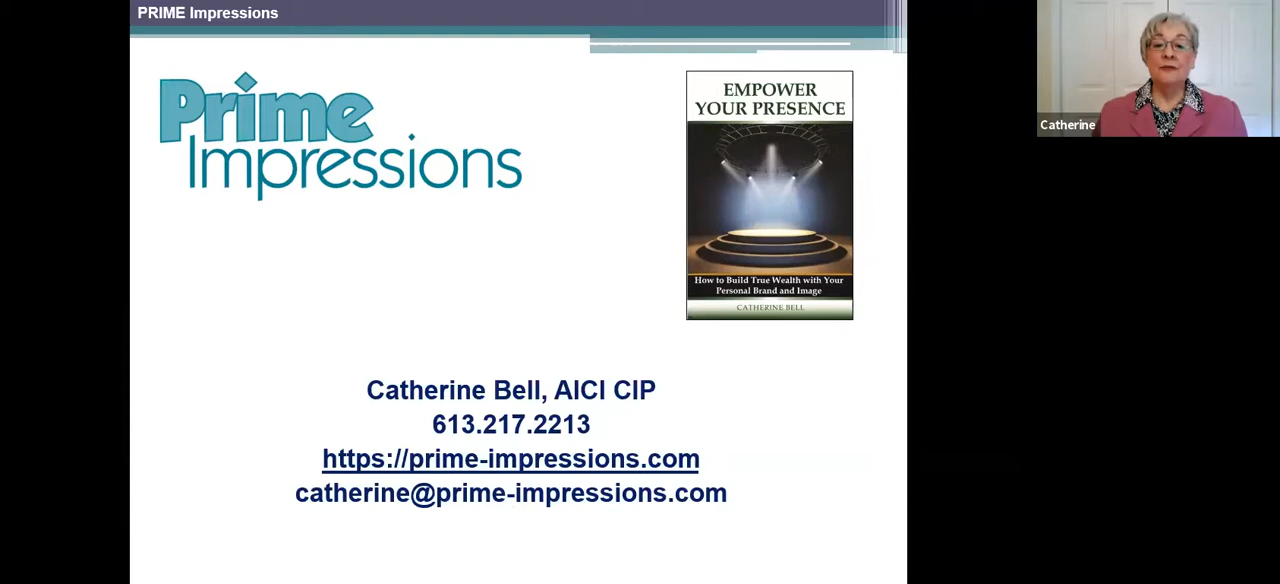 PRIME Impressions
Prime
Impressions
EMPOWER
YOUR PRESENCE
How to Build True Wealth with Your
Personal Brand and Image
CATHERINE BELL
Catherine
Catherine Bell, AICI CIP
613.217.2213
https://prime-impressions.com
catherine@prime-impressions.com